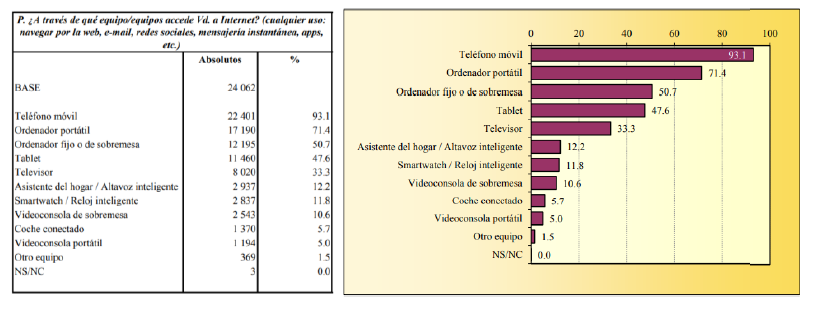 P. ¿A través de qué equipo/equipos accede Vd. a Internet? (cualquier uso:
navegar por la web, e-mail, redes sociales, mensajería instantánea, apps,
etc.)
Absolutos %
BASE 24 062
Teléfono móvil 22 401 93.1
Ordenador portátil 17 190 71.4
Ordenador fijo o de sobremesa 12 195 50.7
Tablet 11 460 47.6
Televisor 8 020 33.3
Asistente del hogar / Altavoz inteligente 2 937 12.2
Smartwatch / Reloj inteligente 2 837 11.8
Videoconsola de sobremesa 2 543 10.6
Coche conectado 1 370 5.7
Videoconsola portátil 1 194 5.0
Otro equipo 369 1.5
NS/NC 3 0.0
0 20 40 60 80 100
Teléfono móvil 93.1
Ordenador portátil 71.4
Ordenador fijo o de sobremesa 50.7
Tablet 47.6
Televisor 33.3
Asistente del hogar / Altavoz inteligente 12.2
Smartwatch / Reloj inteligente 11.8
Videoconsola de sobremesa 10.6
Coche conectado 5.7
Videoconsola portátil 5.0
Otro equipo 1.5
NS/NC 0.0